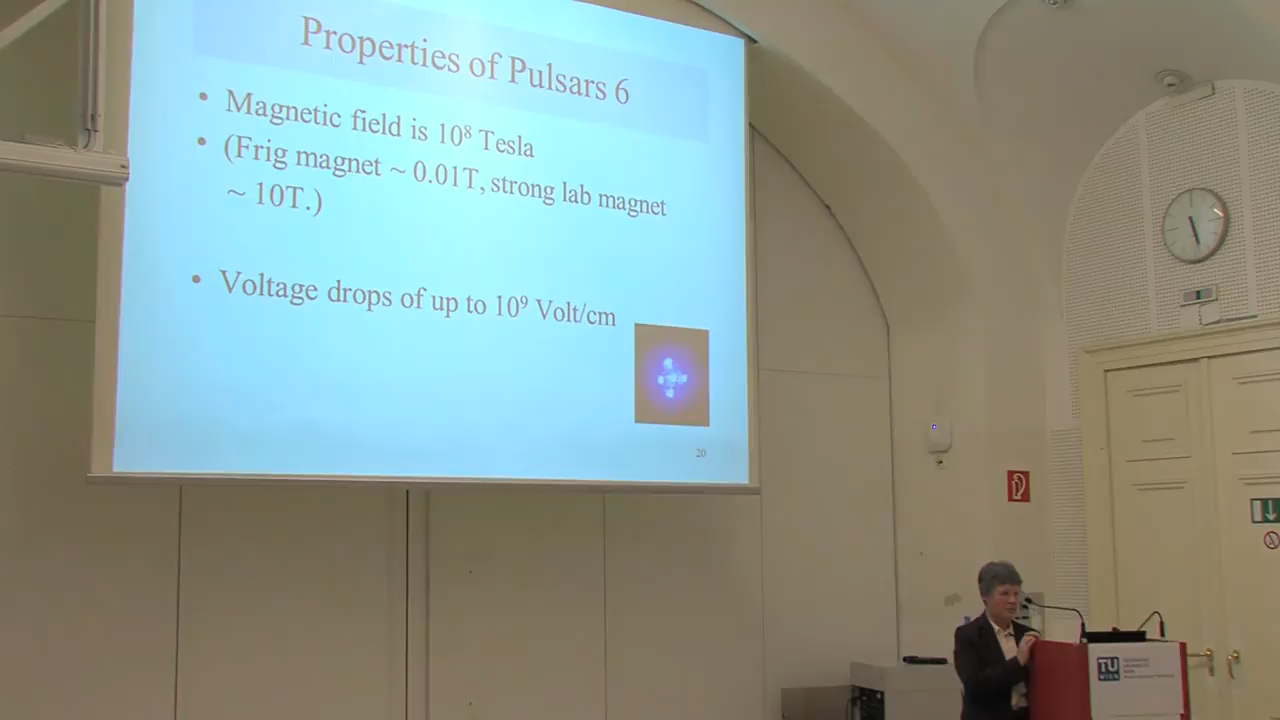 Properties of Pulsars 6
• Magnetic field is 10⁸ Tesla
• (Frig magnet ~ 0.01T, strong lab magnet
~ 10T.)
• Voltage drops of up to 10⁹ Volt/cm
20
TU
WIEN